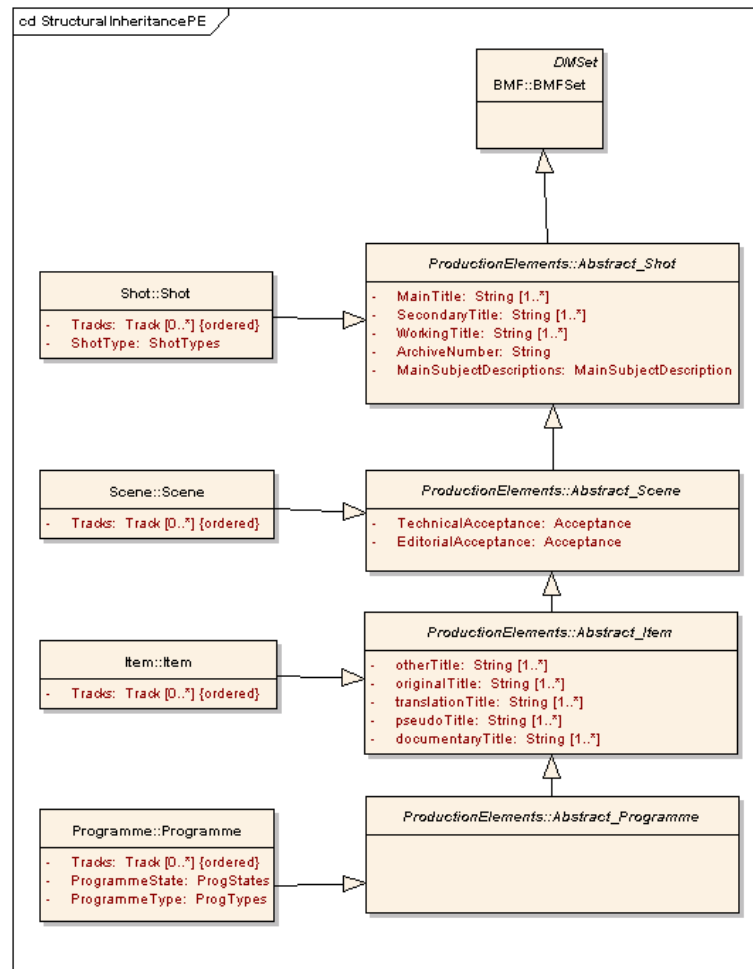 cd StructuralInheritancePE
DMSet
BMF::BMFSet
ProductionElements::Abstract_Shot
- MainTitle: String [1..*]
- SecondaryTitle: String [1..*]
- WorkingTitle: String [1..*]
- ArchiveNumber: String
- MainSubjectDescriptions: MainSubjectDescription
Shot::Shot
- Tracks: Track [0..*] {ordered}
- ShotType: ShotTypes
ProductionElements::Abstract_Scene
- TechnicalAcceptance: Acceptance
- EditorialAcceptance: Acceptance
Scene::Scene
- Tracks: Track [0..*] {ordered}
ProductionElements::Abstract_Item
- otherTitle: String [1..*]
- originalTitle: String [1..*]
- translationTitle: String [1..*]
- pseudoTitle: String [1..*]
- documentaryTitle: String [1..*]
Item::Item
- Tracks: Track [0..*] {ordered}
ProductionElements::Abstract_Programme
Programme::Programme
- Tracks: Track [0..*] {ordered}
- ProgrammeState: ProgStates
- ProgrammeType: ProgTypes